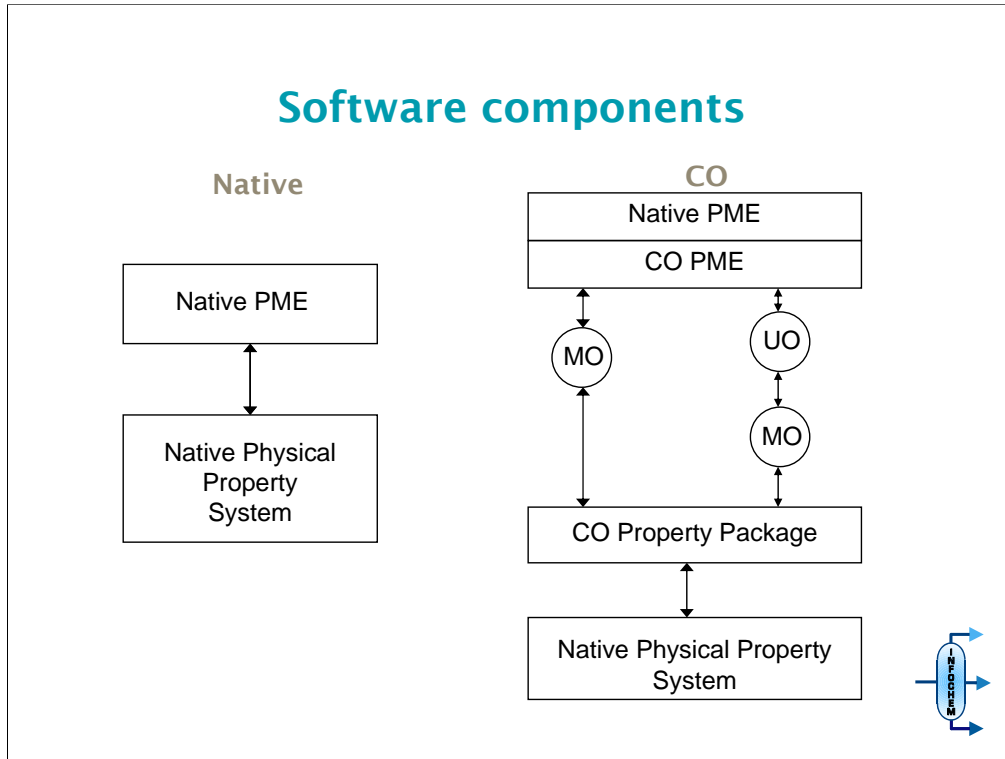 Software components
Native
Native PME
Native Physical
Property
System
CO
Native PME
CO PME
MO
UO
MO
CO Property Package
Native Physical Property
System
INFOCHEM